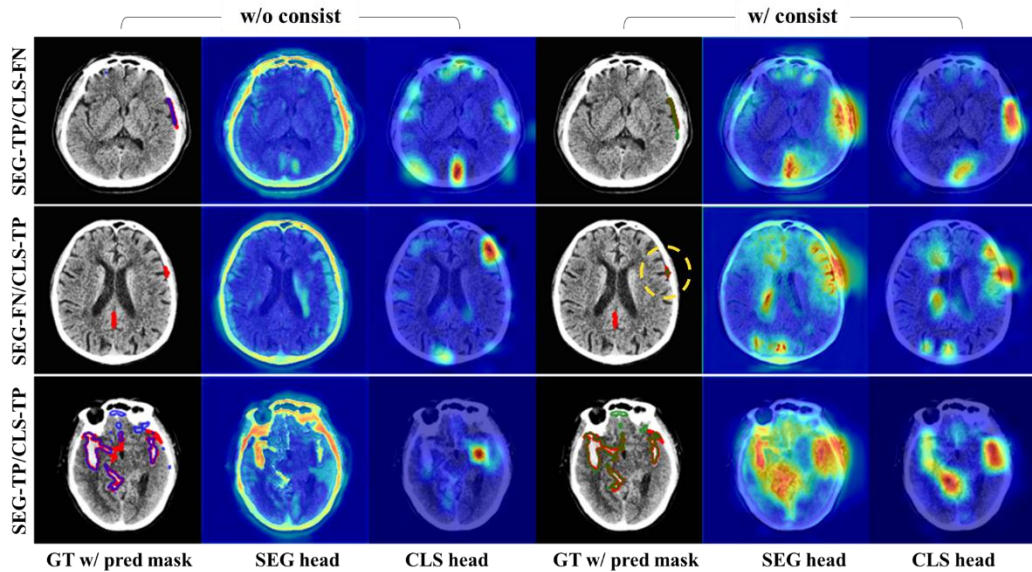 w/o consist
w/ consist
SEG-TP/CLS-FN
SEG-FN/CLS-TP
SEG-TP/CLS-TP
GT w/ pred mask
SEG head
CLS head
GT w/ pred mask
SEG head
CLS head